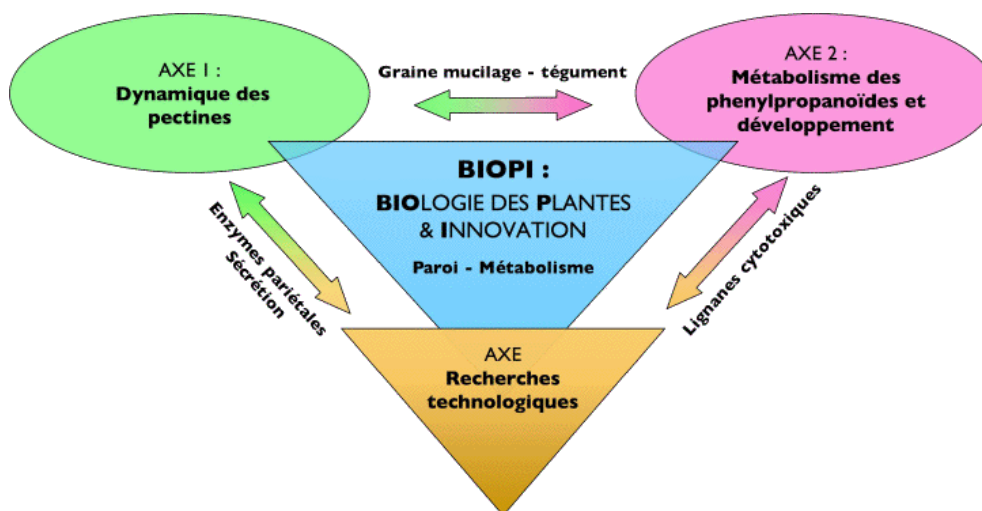 AXE 1 :
Dynamique des
pectines
Graine mucilage - tégument
AXE 2 :
Métabolisme des
phenylpropanoïdes et
développement
BIOPI :
BIOLOGIE DES PLANTES
& INNOVATION
Paroi - Métabolisme
Enzymes pariétales
Sécrétion
Lignanes cytotoxiques
AXE
Recherches
technologiques